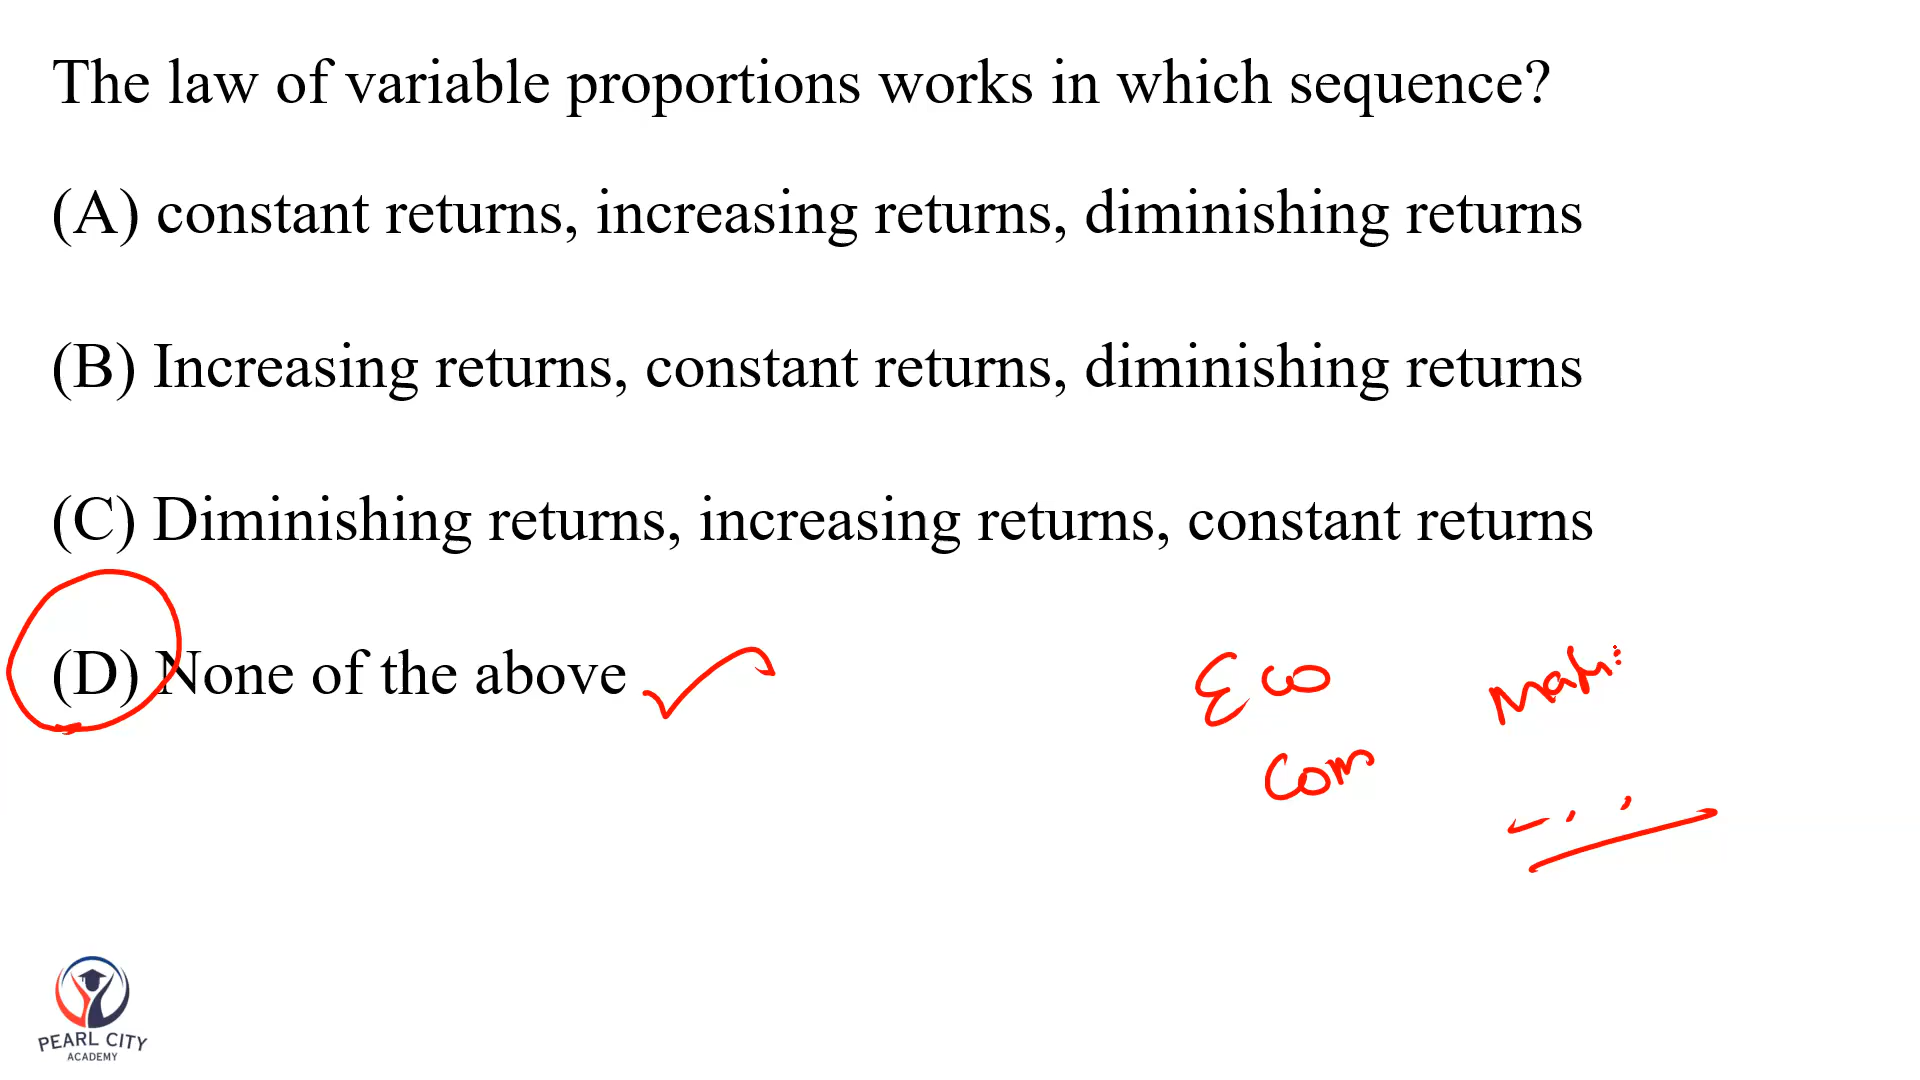 The law of variable proportions works in which sequence?
(A) constant returns, increasing returns, diminishing returns
(B) Increasing returns, constant returns, diminishing returns
(C) Diminishing returns, increasing returns, constant returns
(D) None of the above
Eco
Com
PEARL CITY
ACADEMY